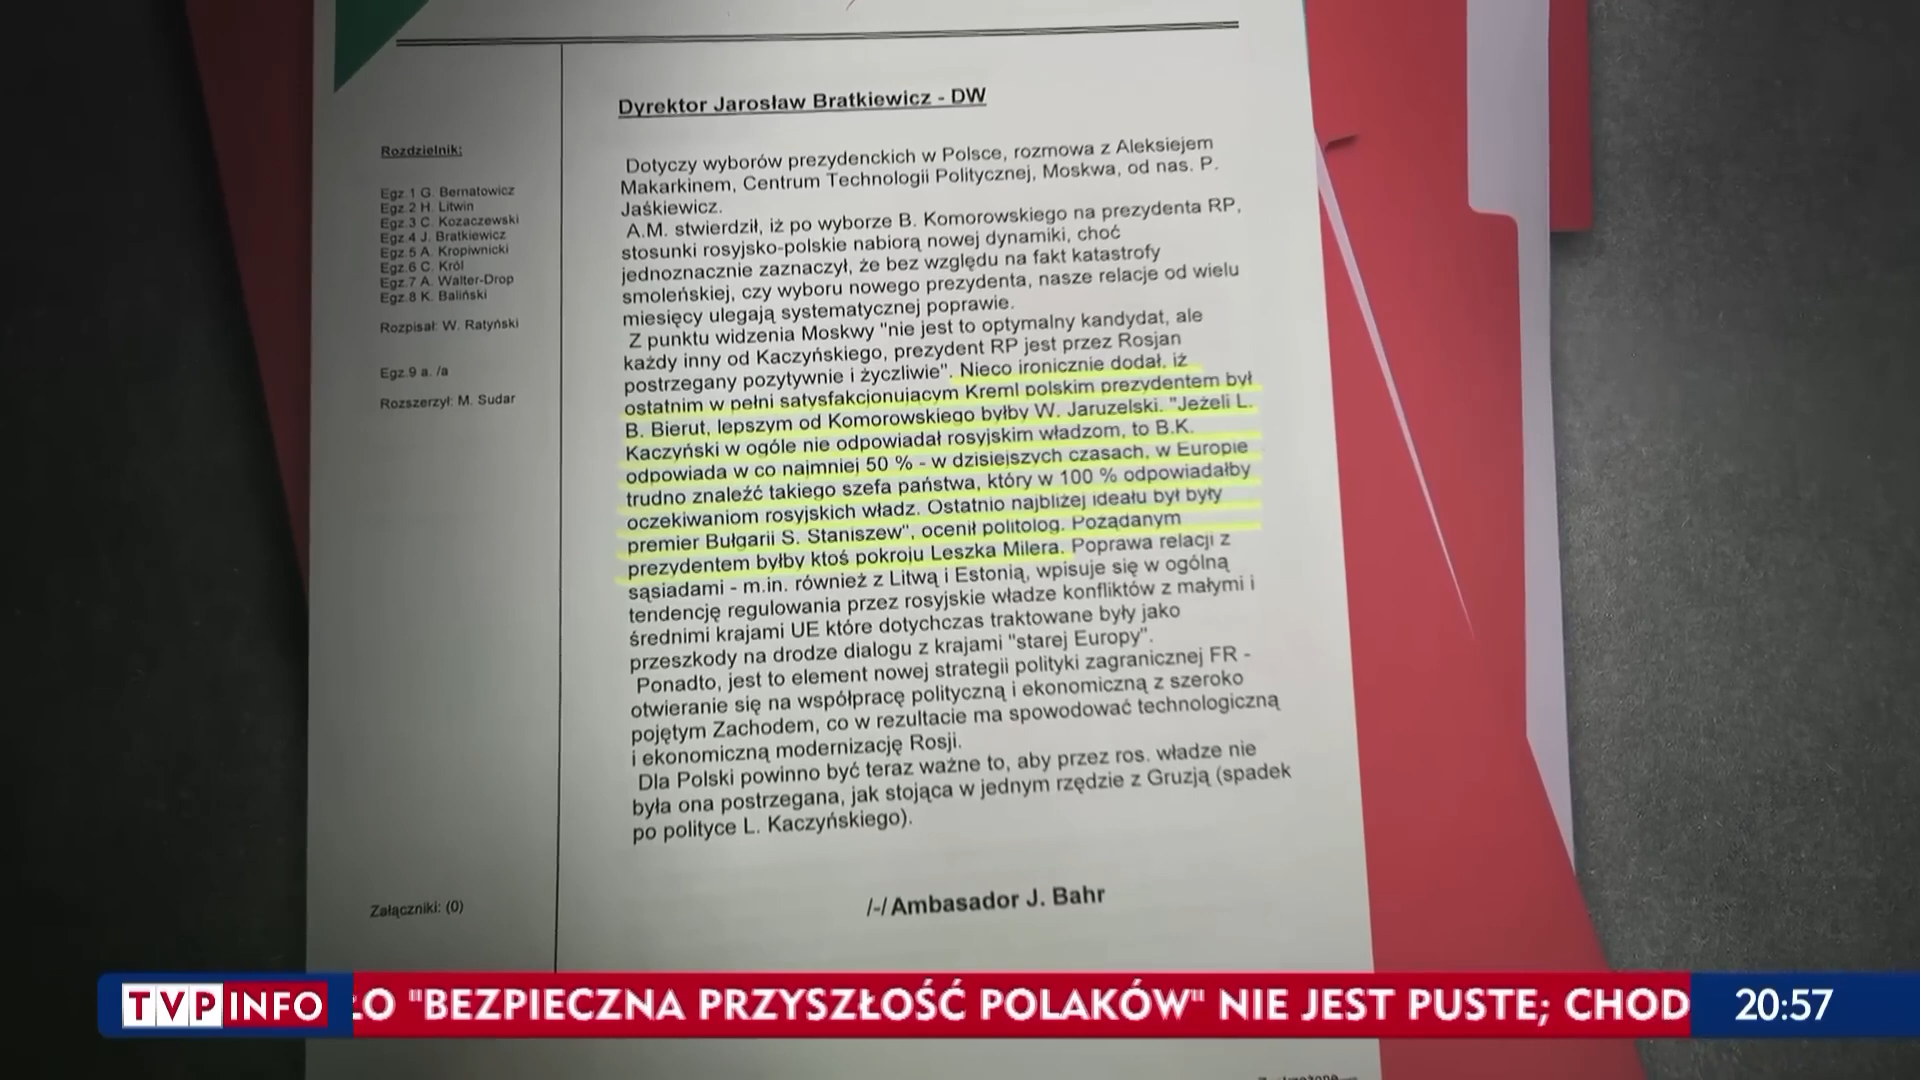 Dyrektor Jarosław Bratkiewicz - DW
Rozdzielnik:
Egz.1 G. Bernatowicz
Egz.2 H. Litwin
Egz.3 C. Kozaczewski
Egz.4 J. Bratkiewicz
Egz.5 A. Kropiwnicki
Egz.6 C. Król
Egz.7 A. Walter-Drop
Egz.8 K. Baliński
Rozpisał: W. Ratyński
Egz.9 a. /a
Rozszerzył: M. Sudar
Załączniki: (0)
Dotyczy wyborów prezydenckich w Polsce, rozmowa z Aleksiejem
Makarkinem, Centrum Technologii Politycznej, Moskwa, od nas. P.
Jaśkiewicz.
A.M. stwierdził, iż po wyborze B. Komorowskiego na prezydenta RP,
stosunki rosyjsko-polskie nabiorą nowej dynamiki, choć
jednoznacznie zaznaczył, że bez względu na fakt katastrofy
smoleńskiej, czy wyboru nowego prezydenta, nasze relacje od wielu
miesięcy ulegają systematycznej poprawie.
Z punktu widzenia Moskwy "nie jest to optymalny kandydat, ale
każdy inny od Kaczyńskiego, prezydent RP jest przez Rosjan
postrzegany pozytywnie i życzliwie". Nieco ironicznie dodał, iż
ostatnim w pełni satysfakcjonującym Kreml polskim prezydentem był
B. Bierut, lepszym od Komorowskiego byłby W. Jaruzelski. "Jeżeli L.
Kaczyński w ogóle nie odpowiadał rosyjskim władzom, to B.K.
odpowiada w co najmniej 50 % - w dzisiejszych czasach, w Europie
trudno znaleźć takiego szefa państwa, który w 100 % odpowiadałby
oczekiwaniom rosyjskich władz. Ostatnio najbliżej ideału był były
premier Bułgarii S. Staniszew", ocenił politolog. Pożądanym
prezydentem byłby ktoś pokroju Leszka Milera. Poprawa relacji z
sąsiadami - m.in. również z Litwą i Estonią, wpisuje się w ogólną
tendencję regulowania przez rosyjskie władze konfliktów z małymi i
średnimi krajami UE które dotychczas traktowane były jako
przeszkody na drodze dialogu z krajami "starej Europy".
Ponadto, jest to element nowej strategii polityki zagranicznej FR -
otwieranie się na współpracę polityczną i ekonomiczną z szeroko
pojętym Zachodem, co w rezultacie ma spowodować technologiczną
i ekonomiczną modernizację Rosji.
Dla Polski powinno być teraz ważne to, aby przez ros. władze nie
była ona postrzegana, jak stojąca w jednym rzędzie z Gruzją (spadek
po polityce L. Kaczyńskiego).
/-/ Ambasador J. Bahr
TVP INFO
ŁO "BEZPIECZNA PRZYSZŁOŚĆ POLAKÓW" NIE JEST PUSTE; CHOD
20:57